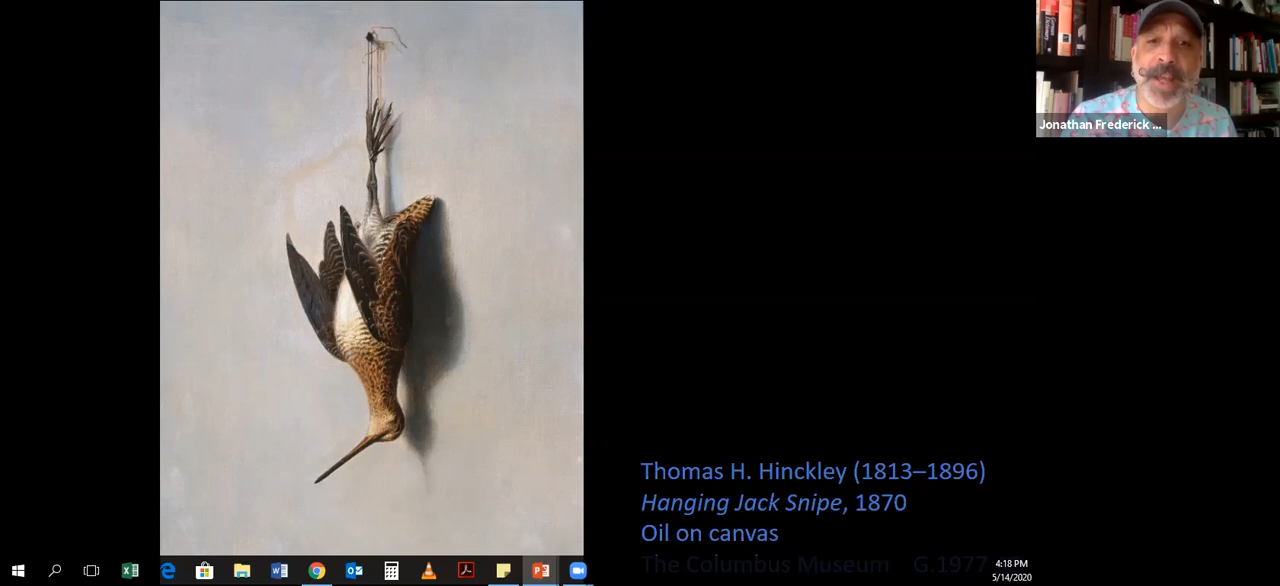 Jonathan Frederick ...
Thomas H. Hinckley (1813–1896)
Hanging Jack Snipe, 1870
Oil on canvas
The Columbus Museum G.1977
4:18 PM
5/14/2020